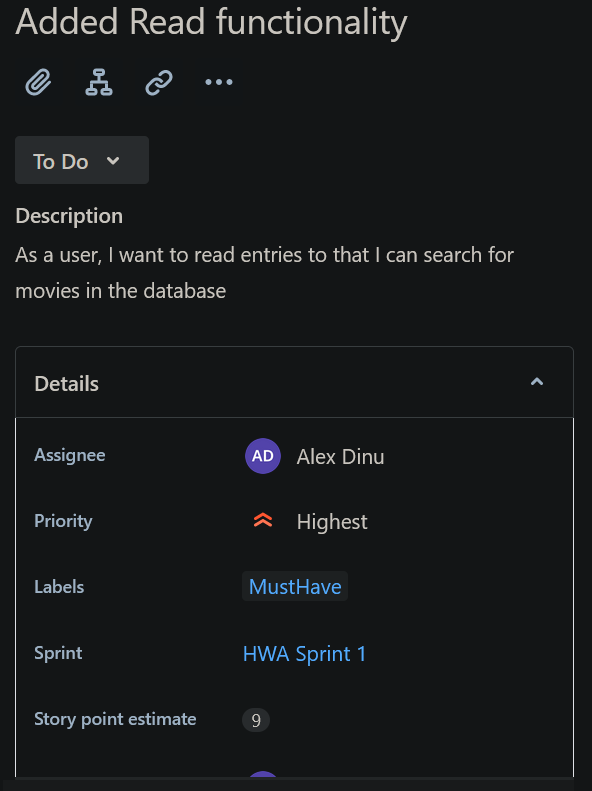 Added Read functionality
To Do
Description
As a user, I want to read entries to that I can search for
movies in the database
Details
Assignee AD Alex Dinu
Priority Highest
Labels MustHave
Sprint HWA Sprint 1
Story point estimate 9